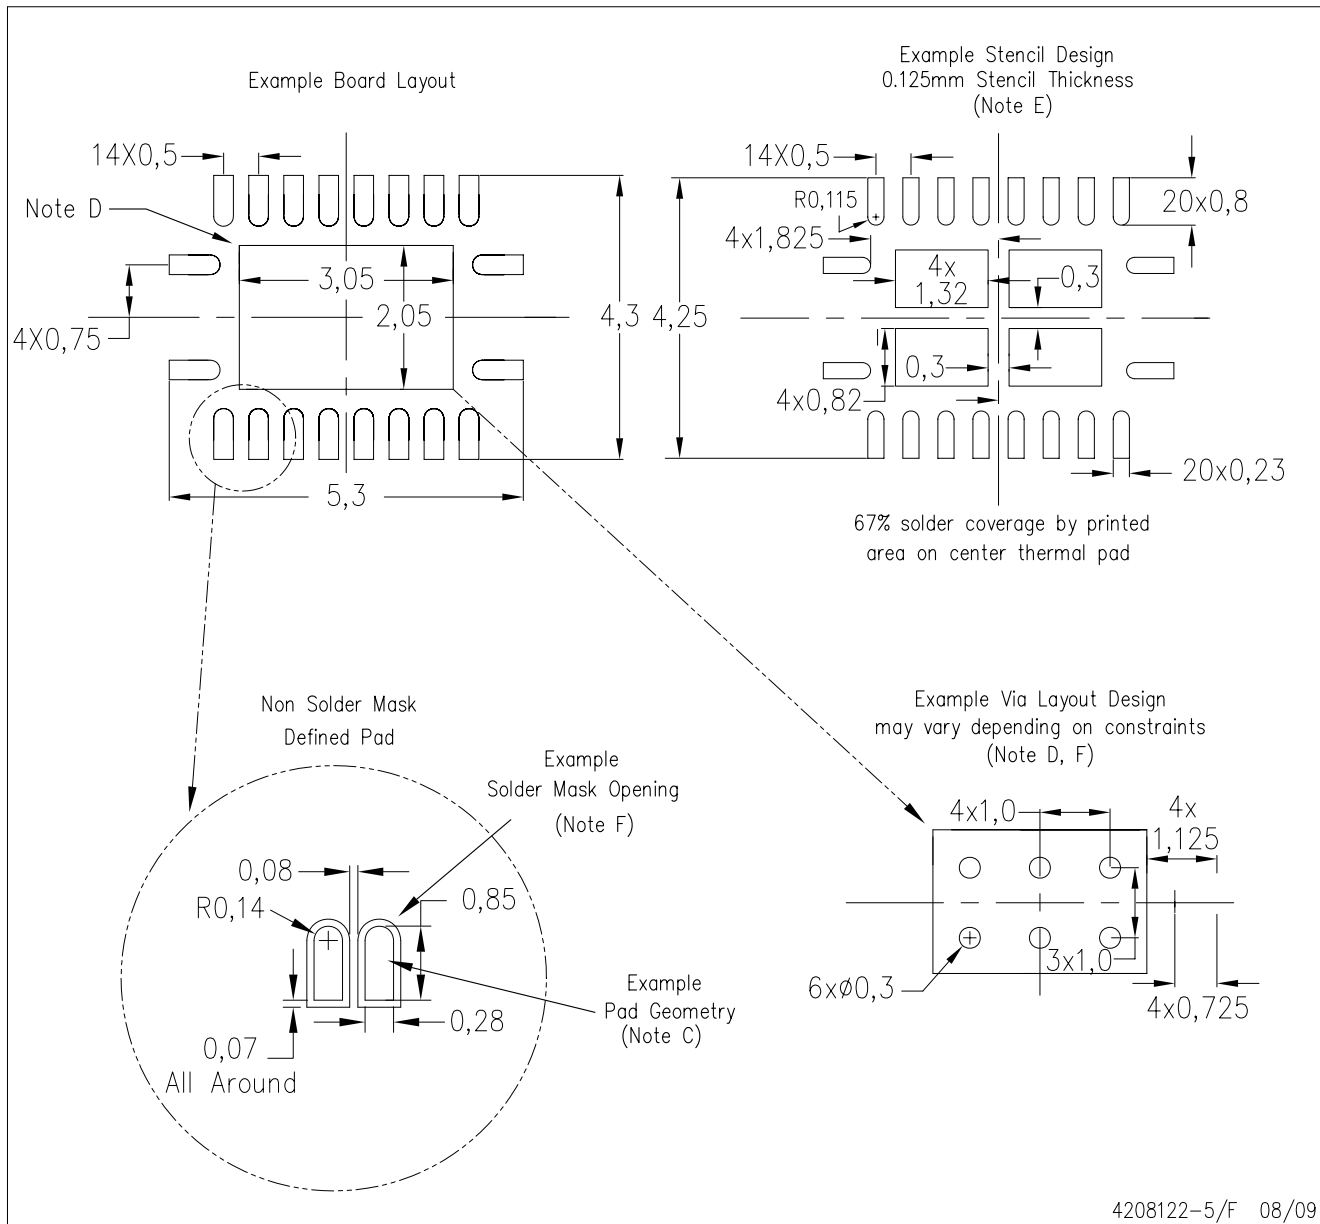 Example Board Layout
14X0,5
Note D
3,05
2,05
4X0,75
4,3
5,3
Example Stencil Design
0.125mm Stencil Thickness
(Note E)
14X0,5
R0,115
20x0,8
4x1,825
4x
1,32
0,3
4,25
0,3
4x0,82
20x0,23
67% solder coverage by printed
area on center thermal pad
Non Solder Mask
Defined Pad
Example
Solder Mask Opening
(Note F)
0,08
R0,14
0,85
Example
Pad Geometry
(Note C)
0,28
0,07
All Around
Example Via Layout Design
may vary depending on constraints
(Note D, F)
4x1,0
4x
1,125
3x1,0
6xø0,3
4x0,725
4208122-5/F 08/09